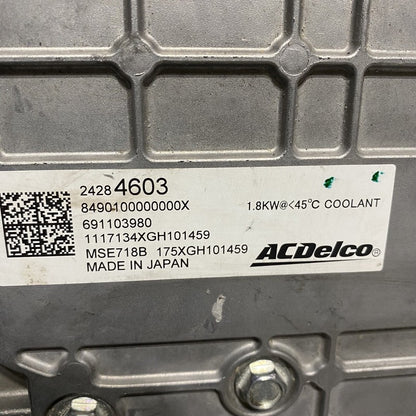 24284603
8490100000000X
1.8KW@<45°C COOLANT
691103980
1117134XGH101459
MSE718B 175XGH101459
ACDelco®
MADE IN JAPAN